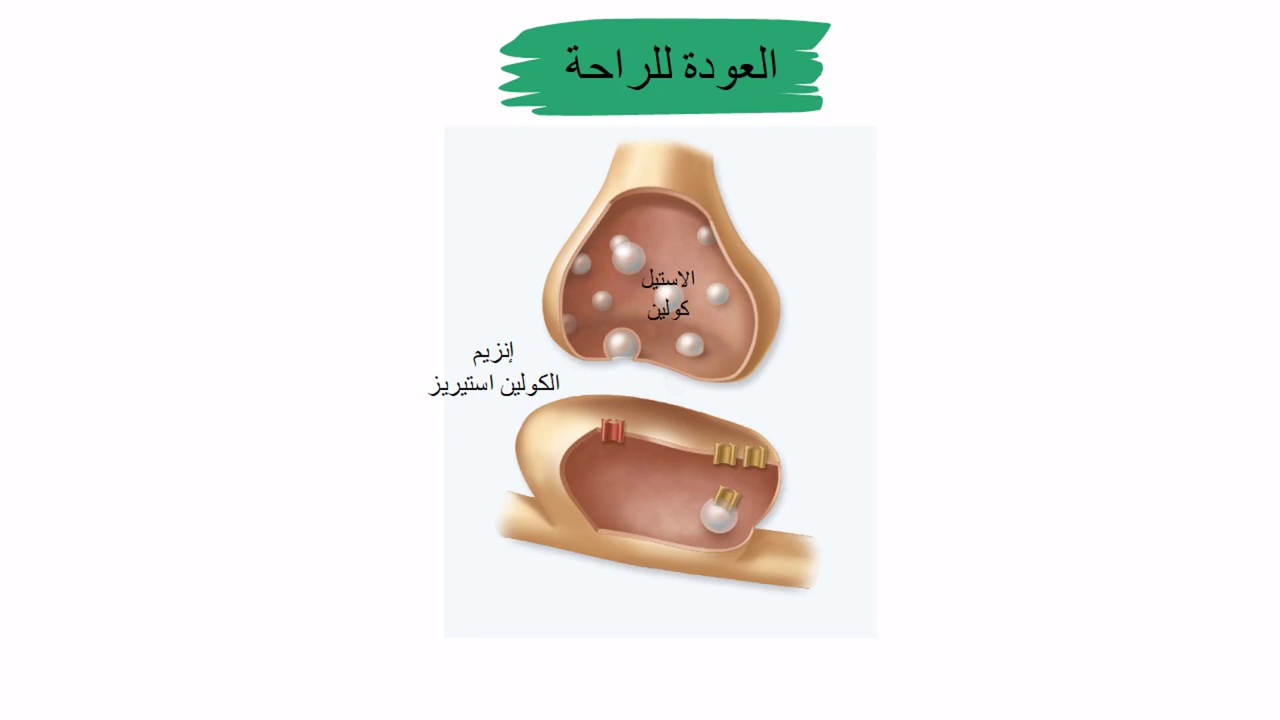 العودة للراحة
الاستيل
كولين
إنزيم
الكولين استيريز